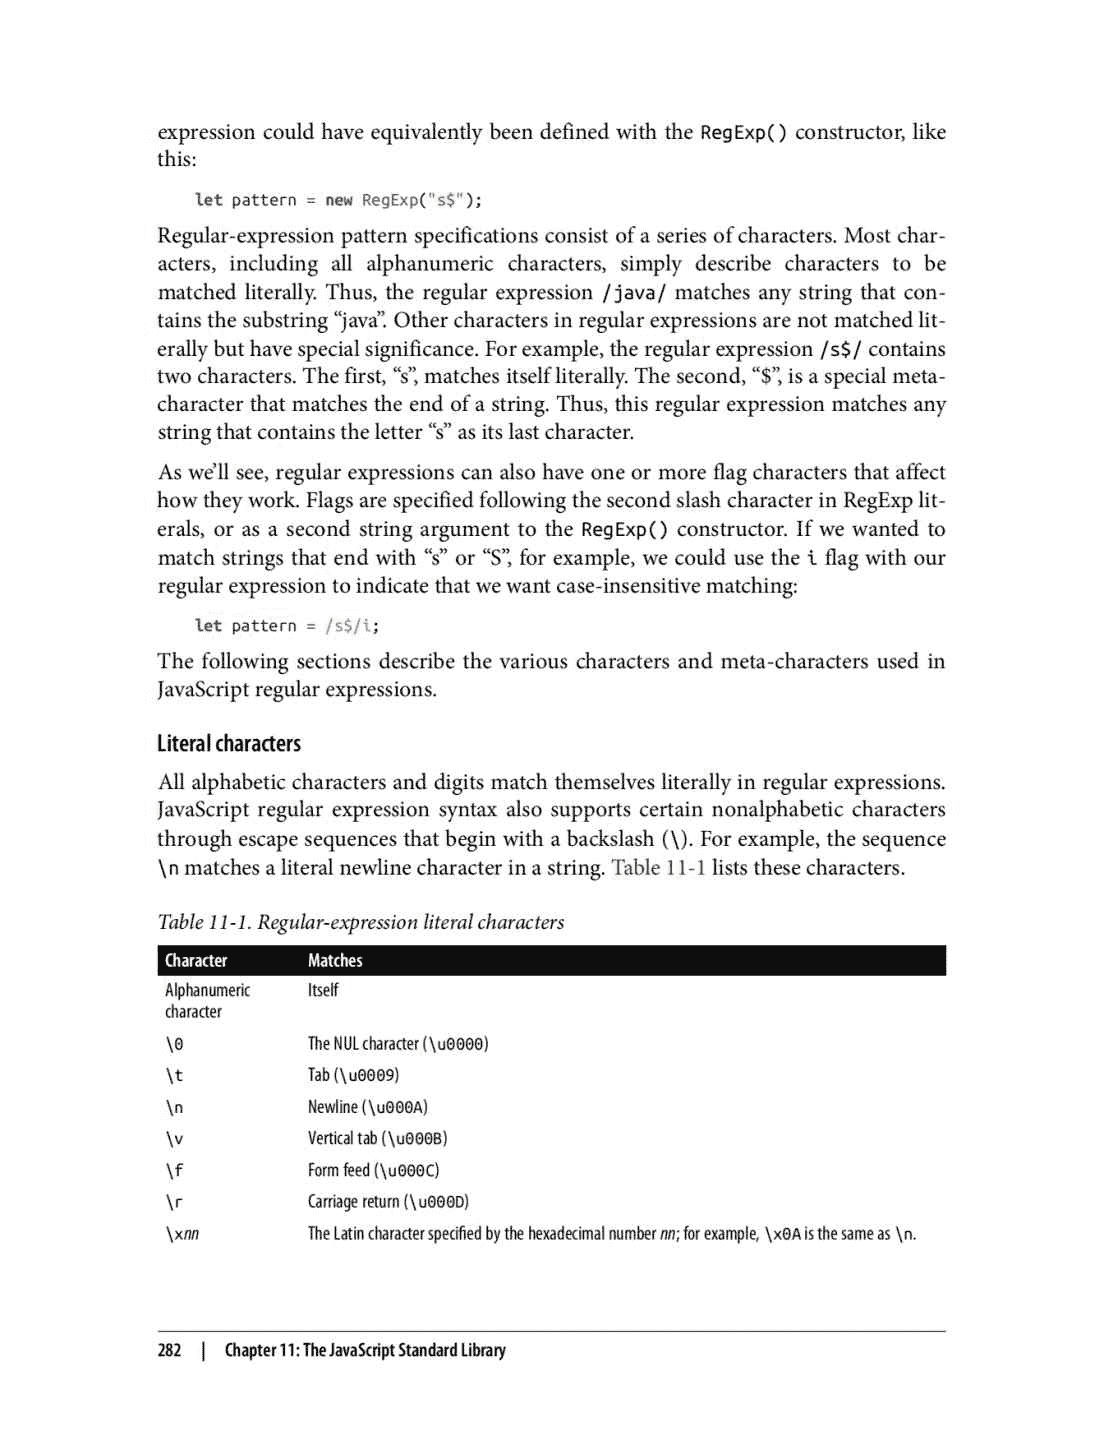 expression could have equivalently been defined with the RegExp() constructor, like
this:
let pattern = new RegExp("s$");
Regular-expression pattern specifications consist of a series of characters. Most char-
acters, including all alphanumeric characters, simply describe characters to be
matched literally. Thus, the regular expression /java/ matches any string that con-
tains the substring “java”. Other characters in regular expressions are not matched lit-
erally but have special significance. For example, the regular expression /s$/ contains
two characters. The first, “s”, matches itself literally. The second, “$”, is a special meta-
character that matches the end of a string. Thus, this regular expression matches any
string that contains the letter “s” as its last character.
As we’ll see, regular expressions can also have one or more flag characters that affect
how they work. Flags are specified following the second slash character in RegExp lit-
erals, or as a second string argument to the RegExp() constructor. If we wanted to
match strings that end with “s” or “S”, for example, we could use the i flag with our
regular expression to indicate that we want case-insensitive matching:
let pattern = /s$/i;
The following sections describe the various characters and meta-characters used in
JavaScript regular expressions.
Literal characters
All alphabetic characters and digits match themselves literally in regular expressions.
JavaScript regular expression syntax also supports certain nonalphabetic characters
through escape sequences that begin with a backslash (\). For example, the sequence
\n matches a literal newline character in a string. Table 11-1 lists these characters.
Table 11-1. Regular-expression literal characters
Character Matches
Alphanumeric Itself
character
\0 The NUL character (\u0000)
\t Tab (\u0009)
\n Newline (\u000A)
\v Vertical tab (\u000B)
\f Form feed (\u000C)
\r Carriage return (\u000D)
\xnn The Latin character specified by the hexadecimal number nn; for example, \x0A is the same as \n.
282 | Chapter 11: The JavaScript Standard Library